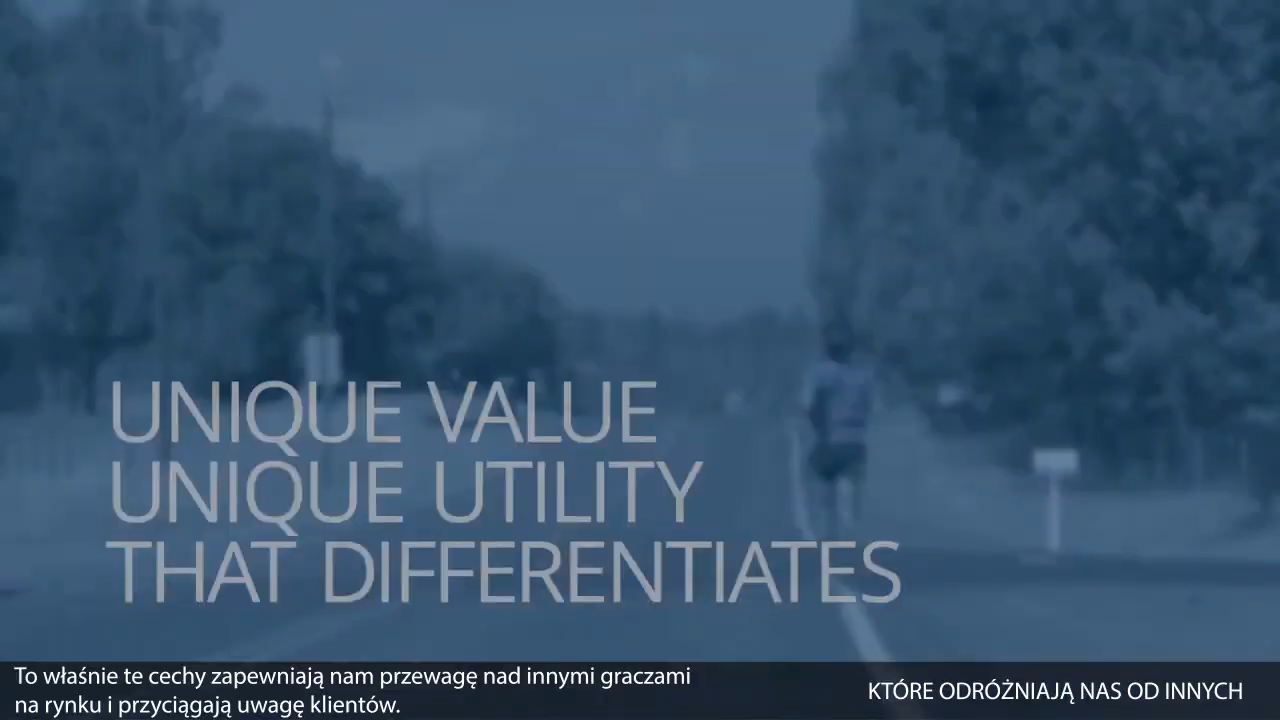 UNIQUE VALUE
UNIQUE UTILITY
THAT DIFFERENTIATES
To właśnie te cechy zapewniają nam przewagę nad innymi graczami
na rynku i przyciągają uwagę klientów.
KTÓRE ODRÓŻNIAJĄ NAS OD INNYCH